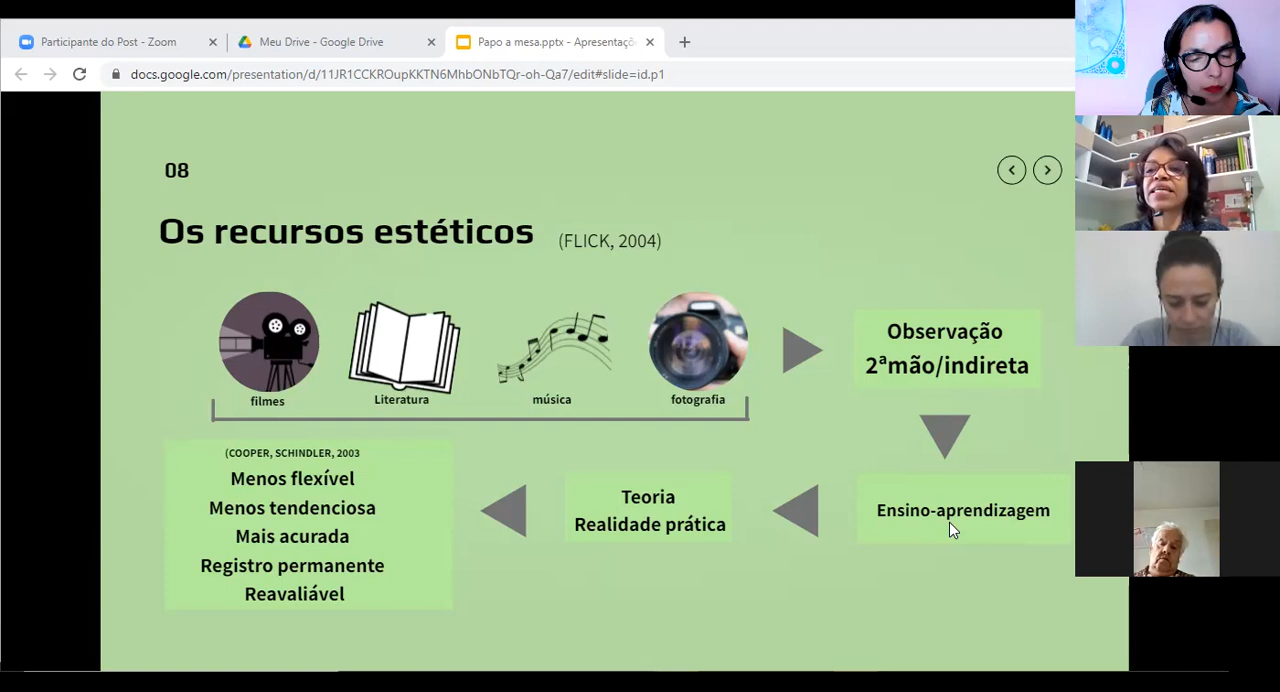 Participante do Post - Zoom
Meu Drive - Google Drive
Papo a mesa.pptx - Apresentaçõ
docs.google.com/presentation/d/11JR1CCKROupKKTN6MhbONbTQr-oh-Qa7/edit#slide=id.p1
08
Os recursos estéticos
(FLICK, 2004)
filmes
Literatura
música
fotografia
Observação
2ªmão/indireta
Ensino-aprendizagem
Teoria
Realidade prática
(COOPER, SCHINDLER, 2003
Menos flexível
Menos tendenciosa
Mais acurada
Registro permanente
Reavaliável